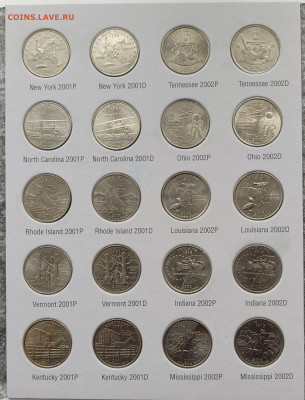 COINS.LAVE.RU
New York 2001P New York 2001D Tennessee 2002P Tennessee 2002D
North Carolina 2001P North Carolina 2001D Ohio 2002P Ohio 2002D
Rhode Island 2001P Rhode Island 2001D Louisiana 2002P Louisiana 2002D
Vermont 2001P Vermont 2001D Indiana 2002P Indiana 2002D
Kentucky 2001P Kentucky 2001D Mississippi 2002P Mississippi 2002D